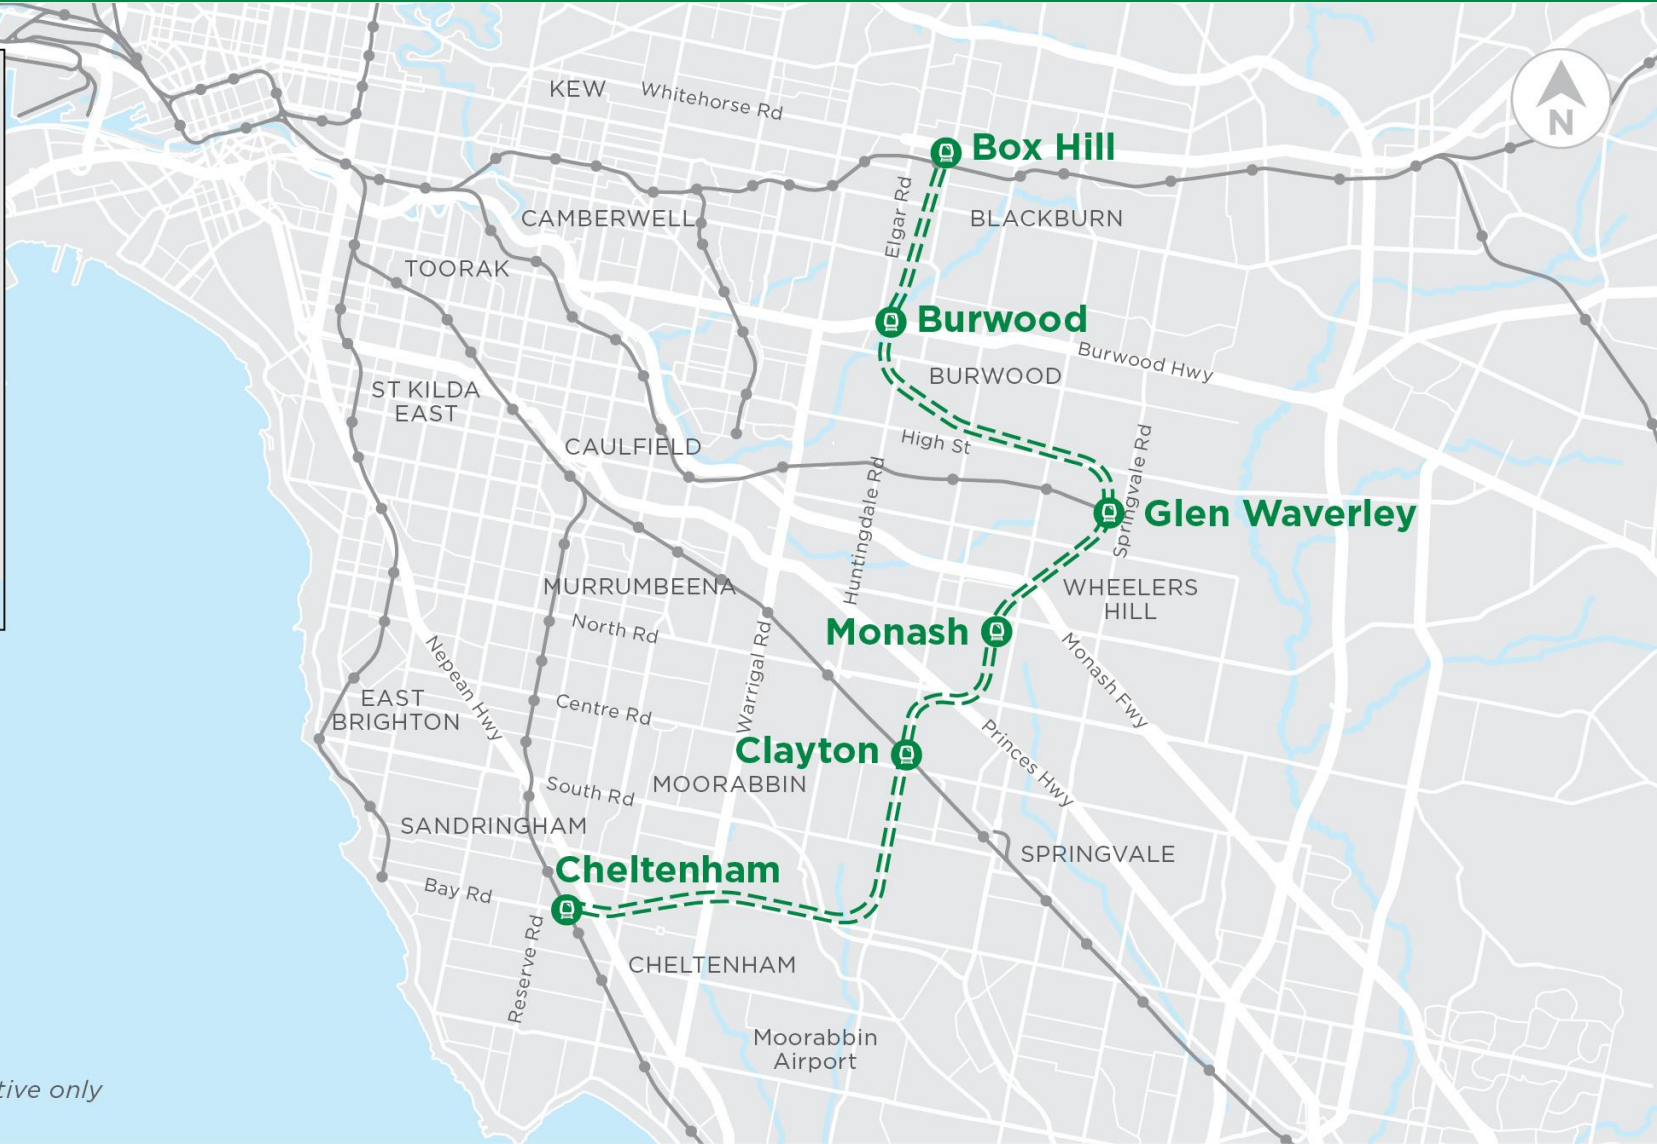 KEW
Whitehorse Rd
N
Box Hill
Elgar Rd
CAMBERWELL
BLACKBURN
TOORAK
Burwood
Burwood Hwy
BURWOOD
ST KILDA
EAST
High St
CAULFIELD
Springvale Rd
Huntingdale Rd
Glen Waverley
MURRUMBEENA
WHEELERS
HILL
North Rd
Monash
Warrigal Rd
Monash Fwy
Nepean Hwy
EAST
BRIGHTON
Centre Rd
Princes Hwy
Clayton
MOORABBIN
South Rd
SANDRINGHAM
SPRINGVALE
Cheltenham
Bay Rd
Reserve Rd
CHELTENHAM
Moorabbin
Airport
tive only